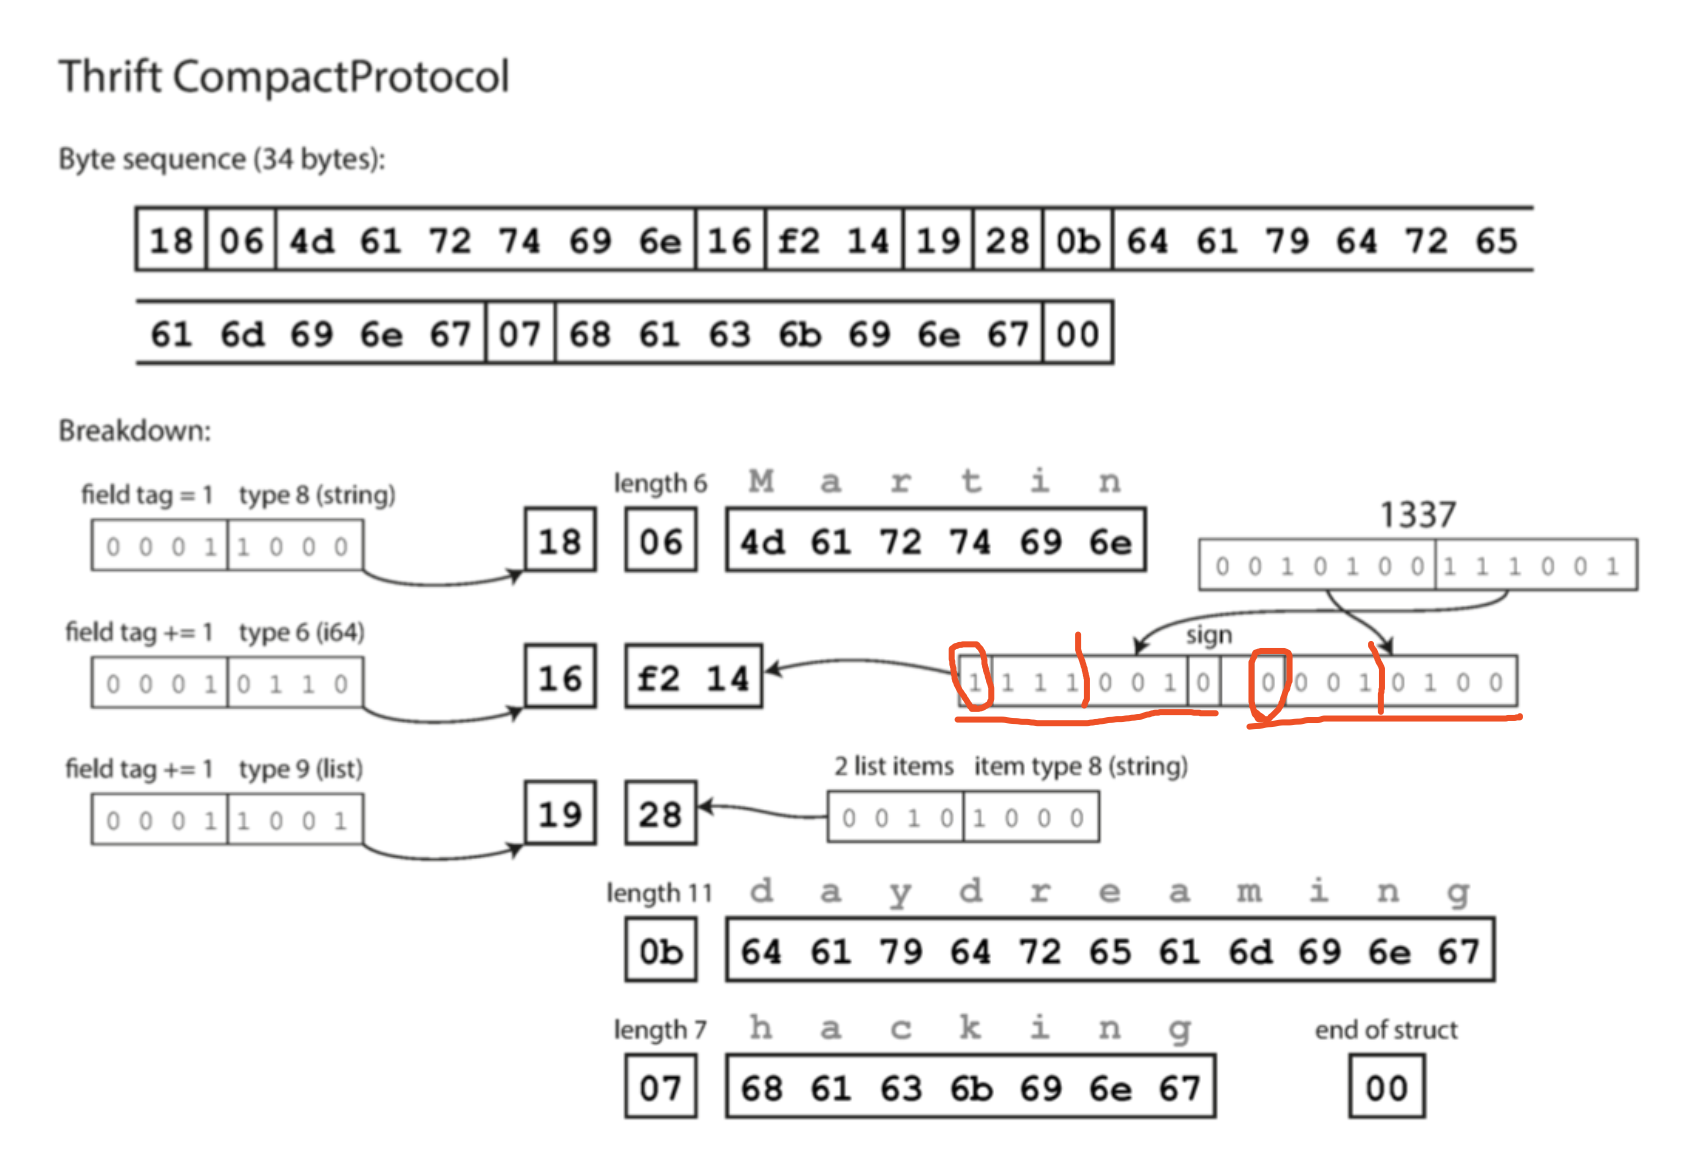 Thrift CompactProtocol
Byte sequence (34 bytes):
18 06 4d 61 72 74 69 6e 16 f2 14 19 28 0b 64 61 79 64 72 65
61 6d 69 6e 67 07 68 61 63 6b 69 6e 67 00
Breakdown:
field tag = 1 type 8 (string) length 6 M a r t i n
0 0 0 1 1 0 0 0 18 06 4d 61 72 74 69 6e
1337
0 0 1 0 1 0 0 1 1 1 0 0 1
field tag += 1 type 6 (i64) sign
0 0 0 1 0 1 1 0 16 f2 14 1 1 1 1 0 0 1 0 0 0 0 1 0 1 0 0
field tag += 1 type 9 (list) 2 list items item type 8 (string)
0 0 0 1 1 0 0 1 19 28 0 0 1 0 1 0 0 0
length 11 d a y d r e a m i n g
0b 64 61 79 64 72 65 61 6d 69 6e 67
length 7 h a c k i n g end of struct
07 68 61 63 6b 69 6e 67 00